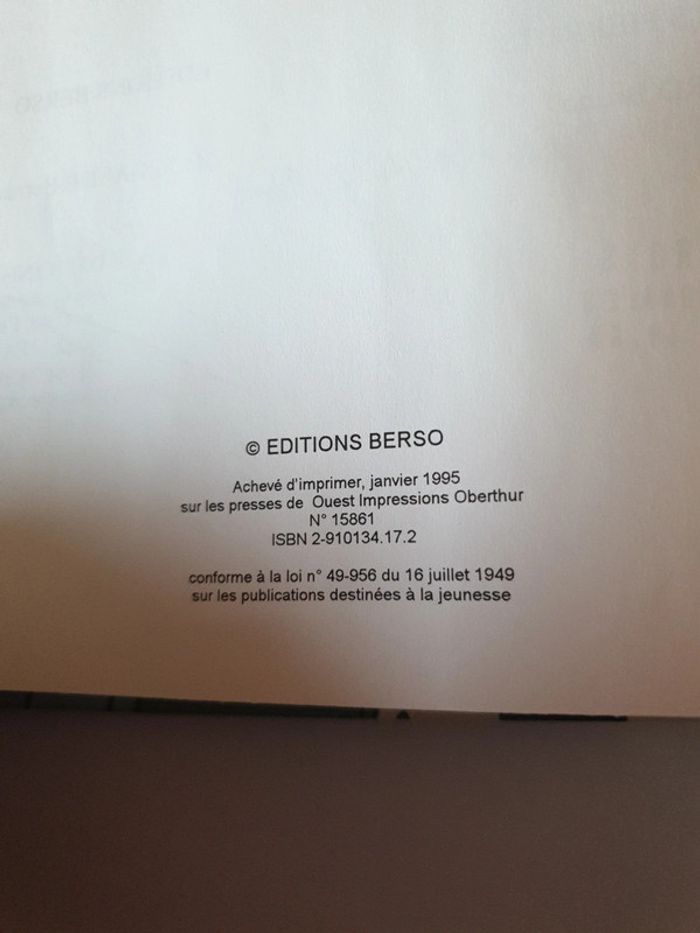 © EDITIONS BERSO
Achevé d'imprimer, janvier 1995
sur les presses de Ouest Impressions Oberthur
N° 15861
ISBN 2-910134.17.2
conforme à la loi n° 49-956 du 16 juillet 1949
sur les publications destinées à la jeunesse